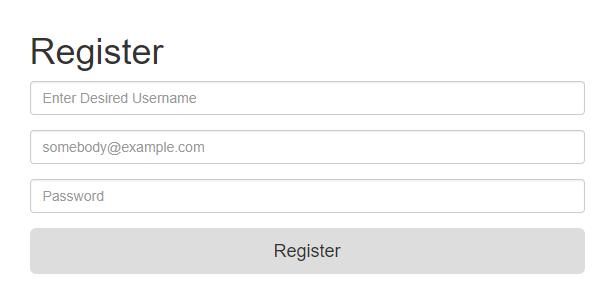 Register
Enter Desired Username
somebody@example.com
Password
Register